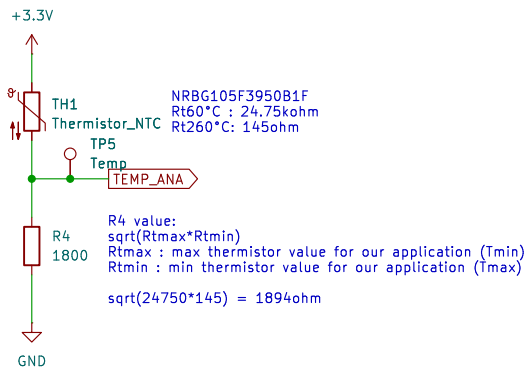 +3.3V
ϑ
TH1
Thermistor_NTC
NRBG105F3950B1F
Rt60°C : 24.75kohm
Rt260°C: 145ohm
TP5
Temp
TEMP_ANA
R4
1800
R4 value:
sqrt(Rtmax*Rtmin)
Rtmax : max thermistor value for our application (Tmin)
Rtmin : min thermistor value for our application (Tmax)
sqrt(24750*145) = 1894ohm
GND